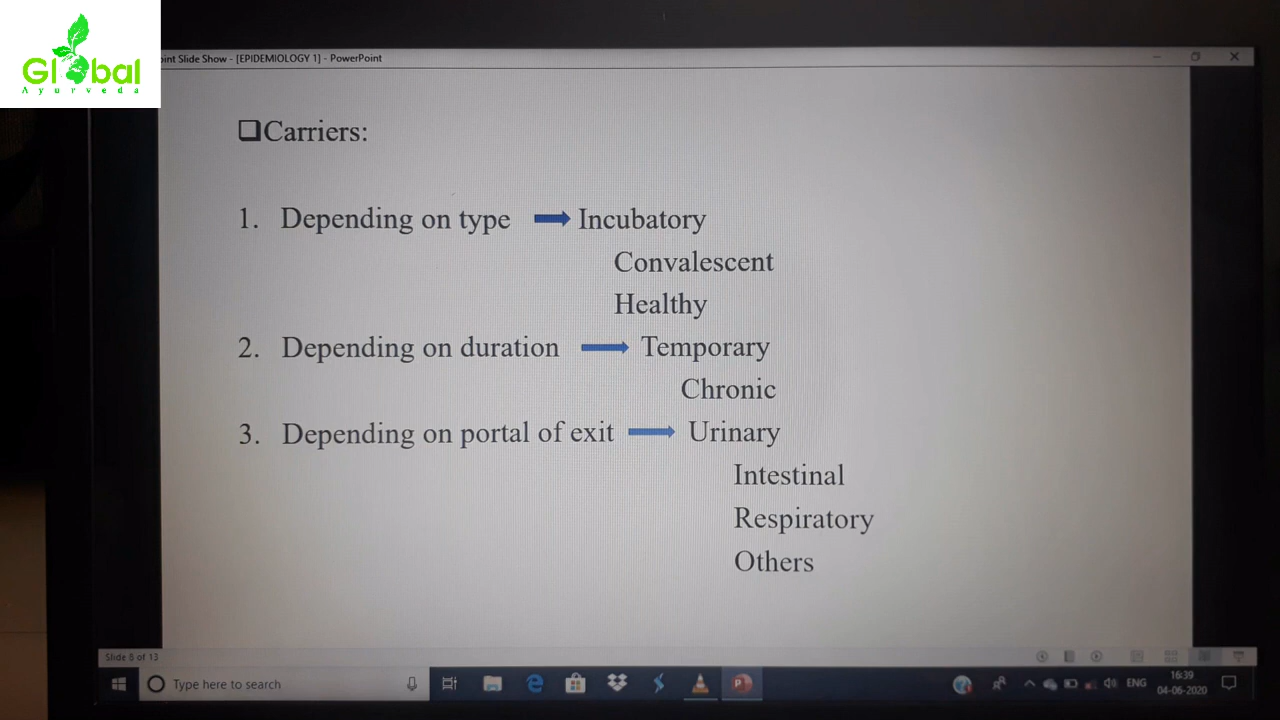 Global
Ayurveda
oint Slide Show - [EPIDEMIOLOGY 1] - PowerPoint
❑Carriers:
1. Depending on type ➡ Incubatory
Convalescent
Healthy
2. Depending on duration ➡ Temporary
Chronic
3. Depending on portal of exit ➡ Urinary
Intestinal
Respiratory
Others
Slide 8 of 13
Type here to search
ENG
16:39
04-06-2020